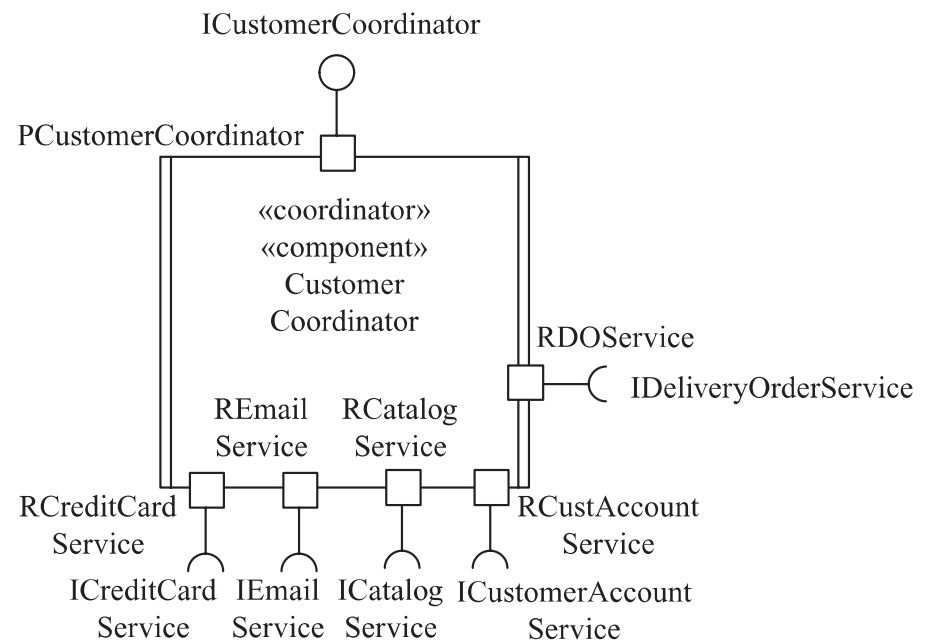 ICustomerCoordinator
PCustomerCoordinator
«coordinator»
«component»
Customer
Coordinator
RDOService
IDeliveryOrderService
REmail
Service
RCatalog
Service
RCreditCard
Service
RCustAccount
Service
ICreditCard
Service
IEmail
Service
ICatalog
Service
ICustomerAccount
Service